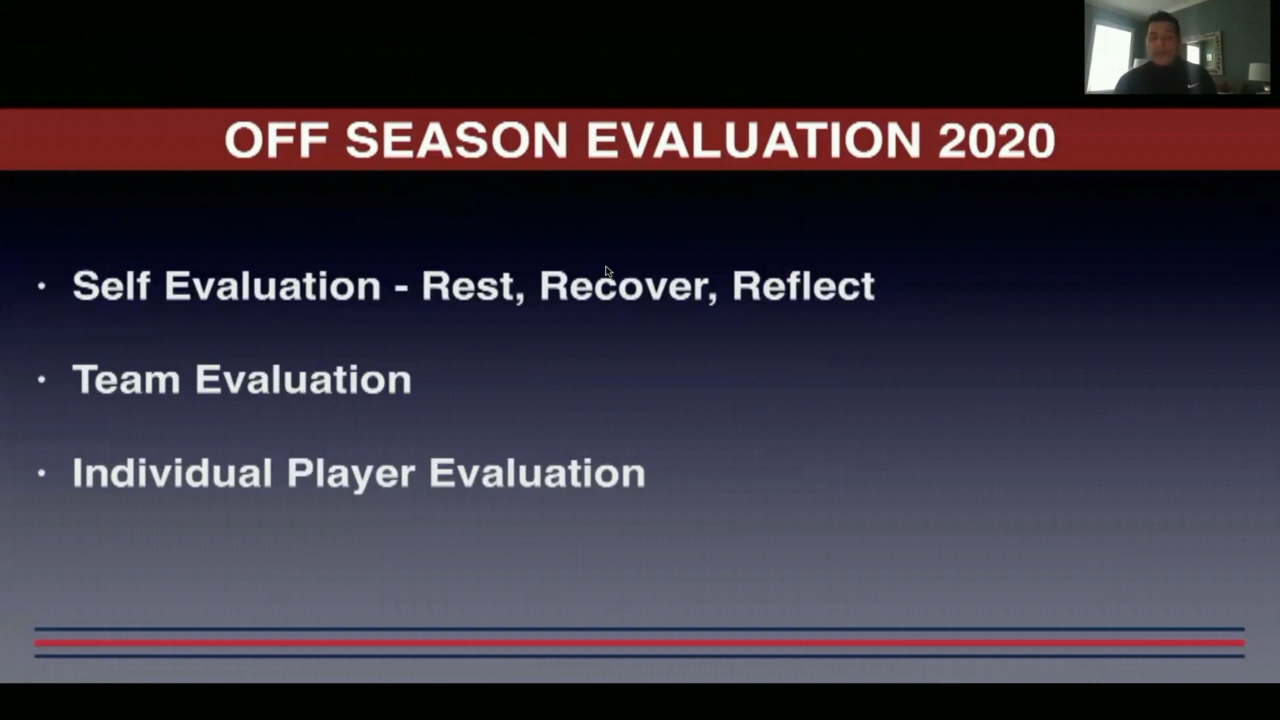 OFF SEASON EVALUATION 2020
· Self Evaluation - Rest, Recover, Reflect
· Team Evaluation
· Individual Player Evaluation